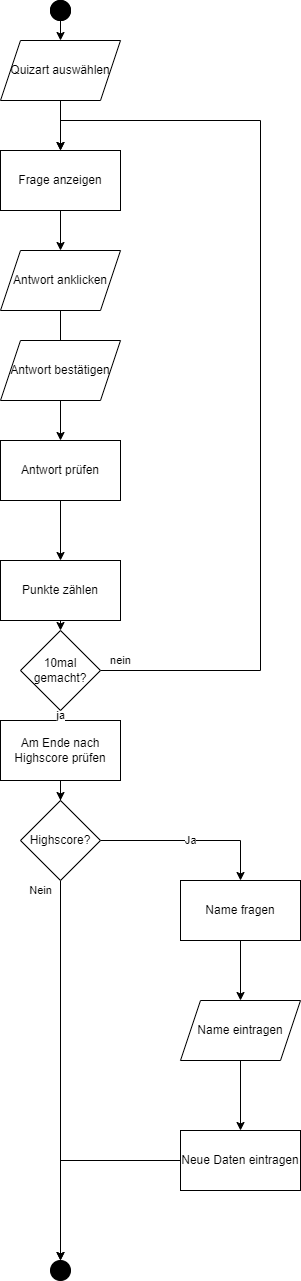 Quizart auswählen
Frage anzeigen
Antwort anklicken
Antwort bestätigen
Antwort prüfen
Punkte zählen
10mal
gemacht?
nein
ja
Am Ende nach
Highscore prüfen
Highscore?
Ja
Nein
Name fragen
Name eintragen
Neue Daten eintragen